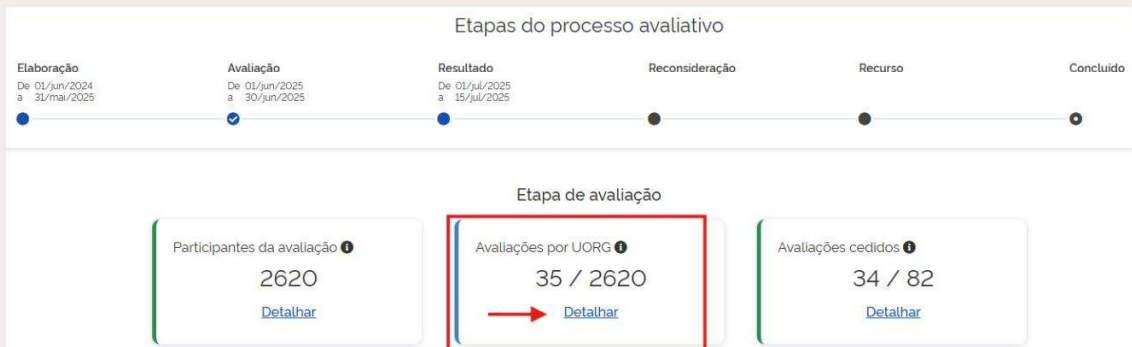 Etapas do processo avaliativo
Elaboração
De 01/jun/2024
a 31/mai/2025
Avaliação
De 01/jun/2025
a 30/jun/2025
Resultado
De 01/jul/2025
a 15/jul/2025
Reconsideração
Recurso
Concluído
Etapa de avaliação
Participantes da avaliação
2620
Detalhar
Avaliações por UORG
35 / 2620
Detalhar
Avaliações cedidos
34 / 82
Detalhar